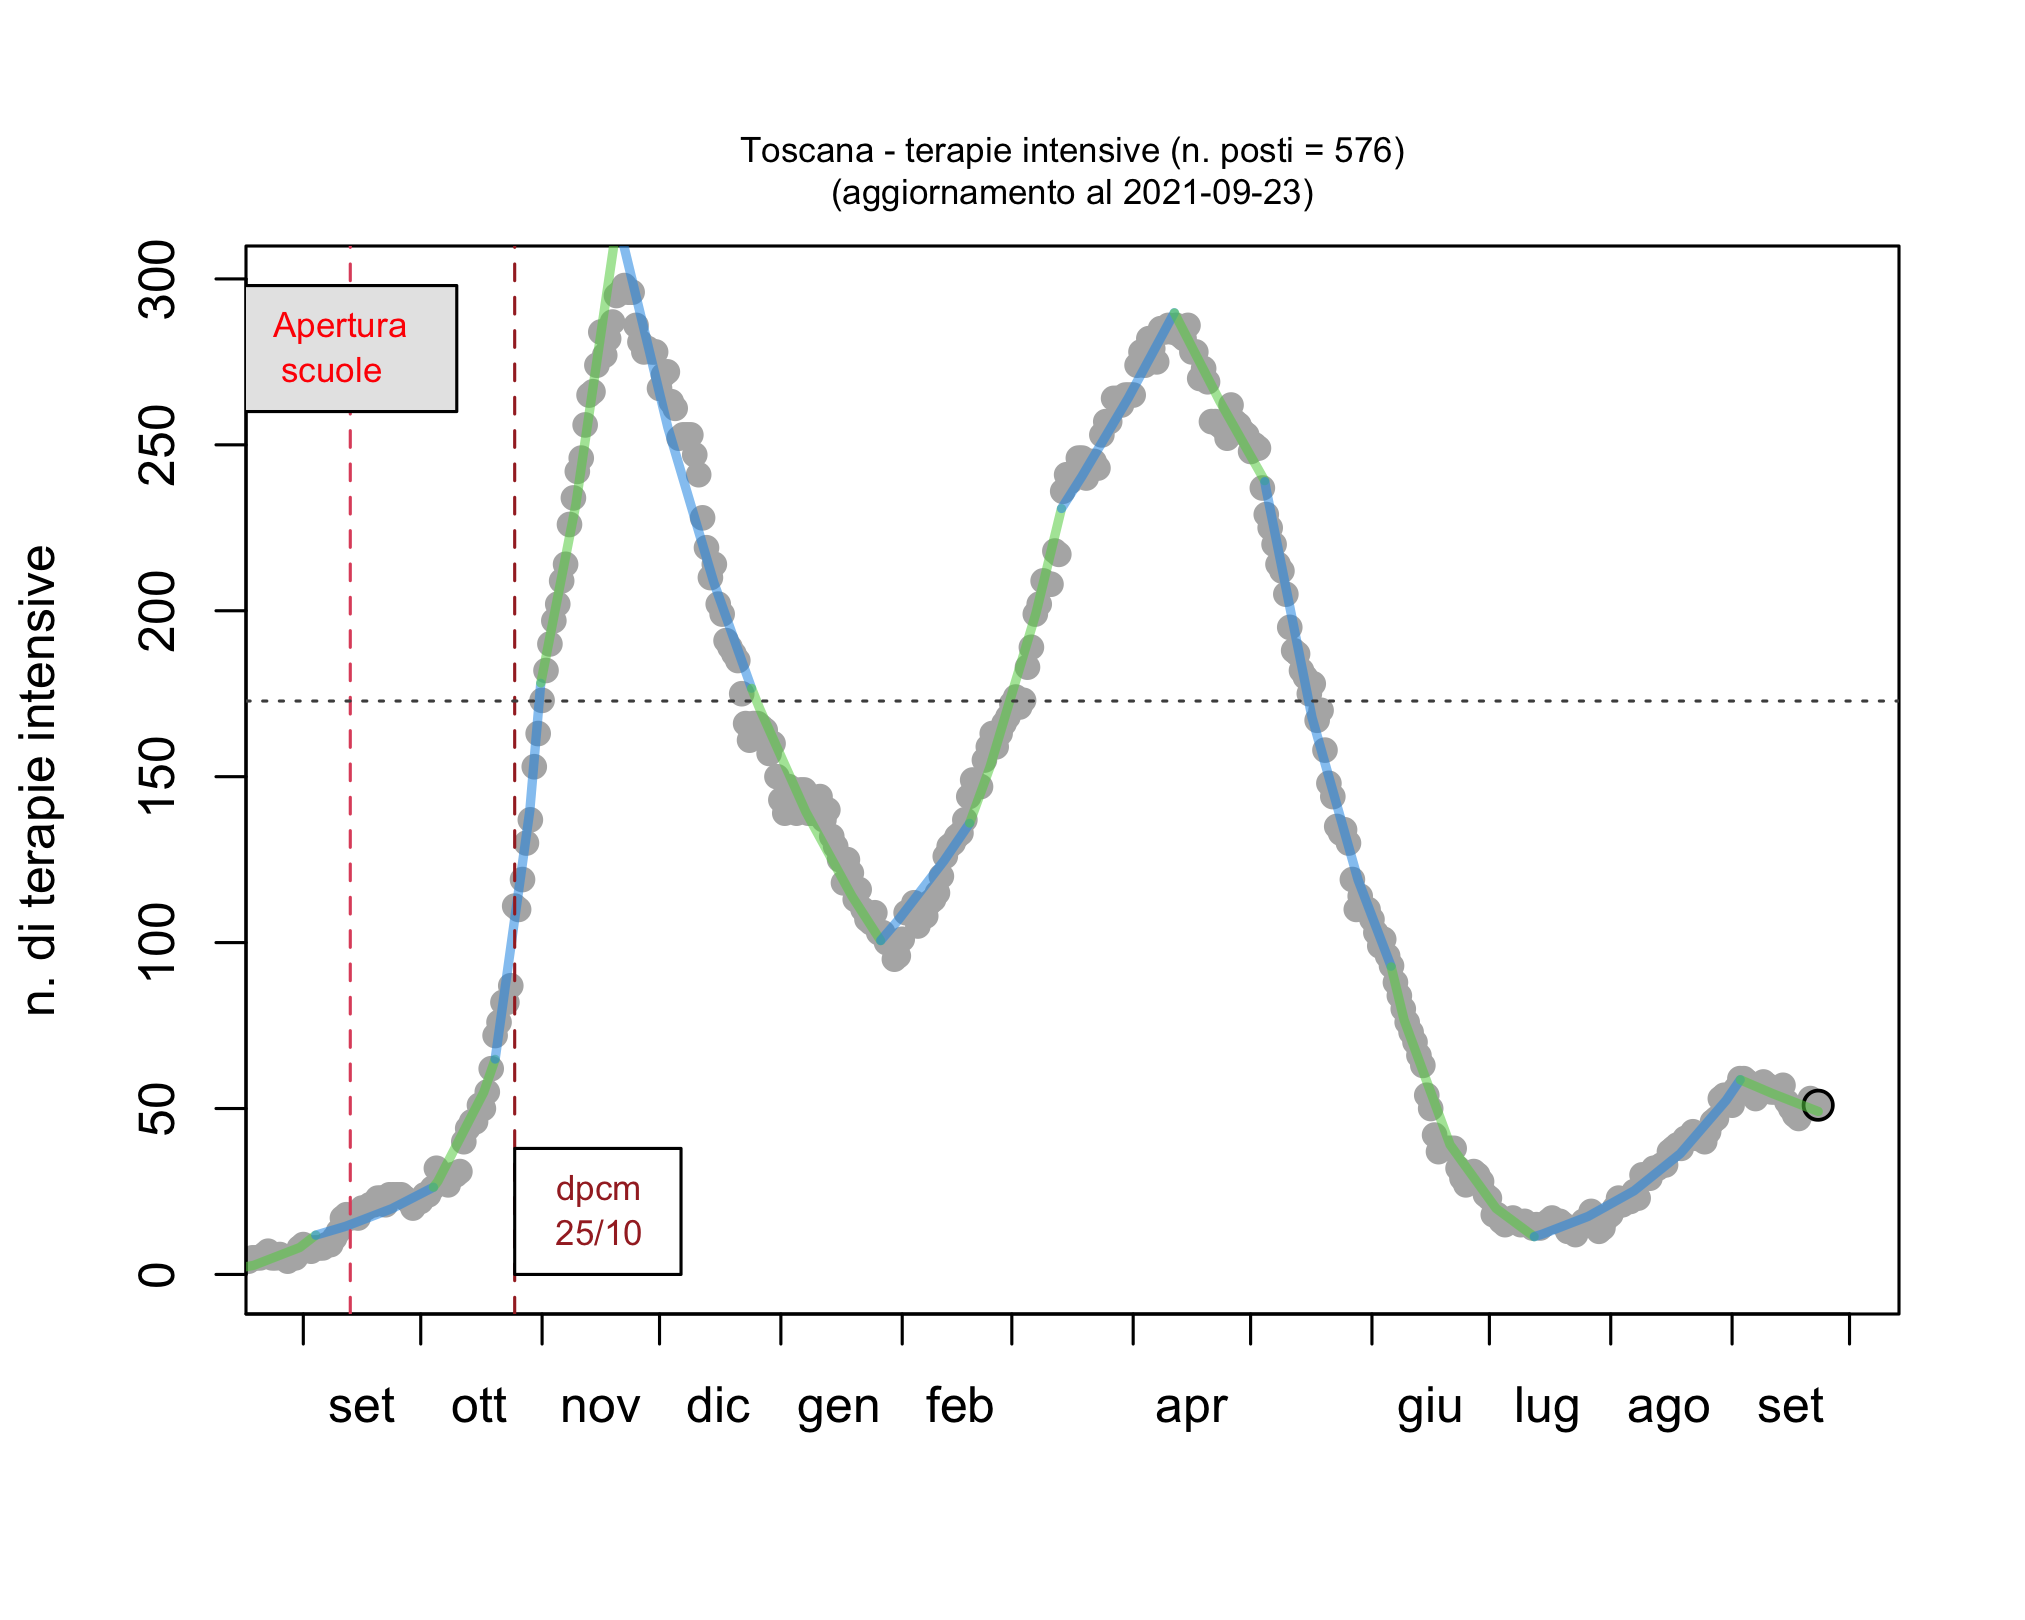 Toscana - terapie intensive (n. posti = 576)
(aggiornamento al 2021-09-23)
n. di terapie intensive
300
250
200
150
100
50
0
Apertura
scuole
dpcm
25/10
set ott nov dic gen feb apr giu lug ago set